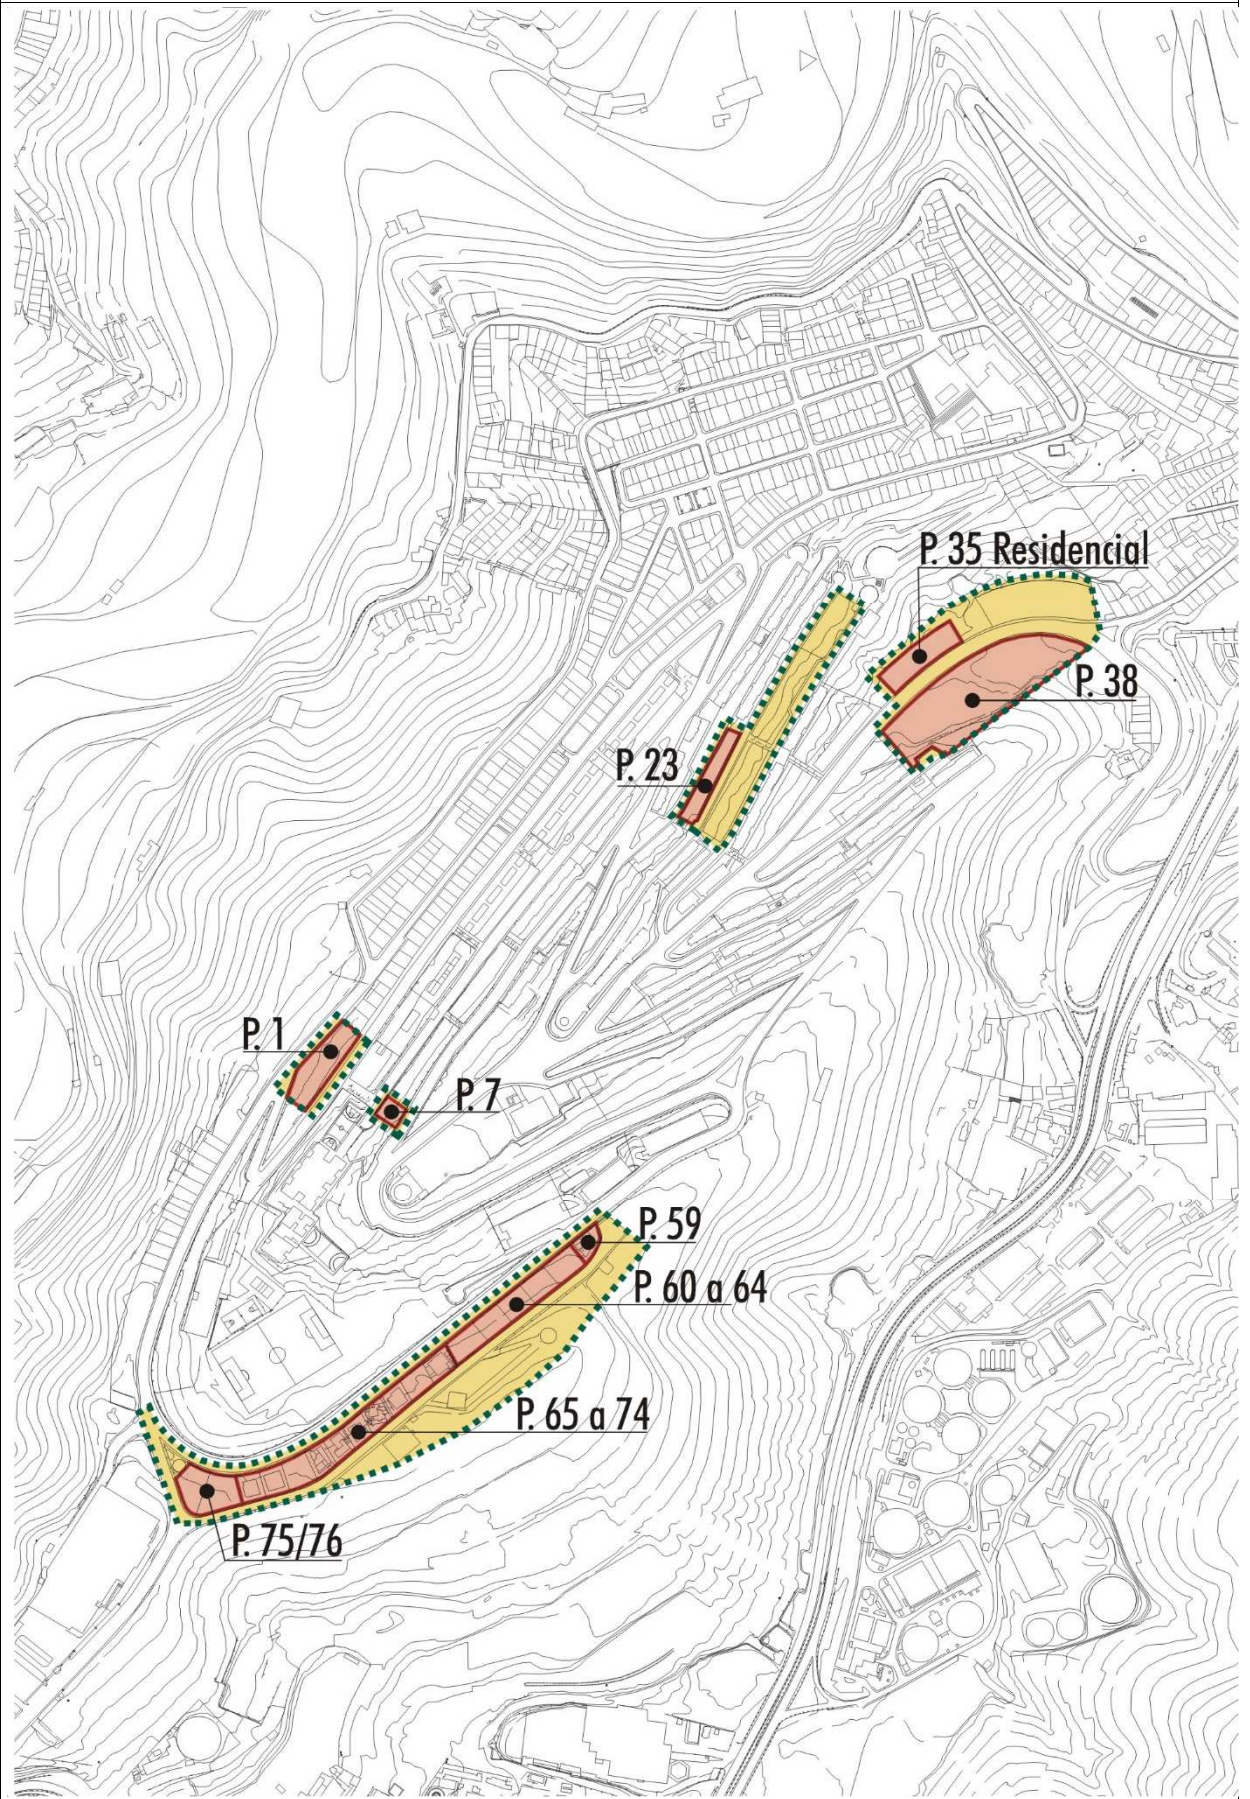 P. 35 Residencial
P. 38
P. 23
P. 1
P. 7
P. 59
P. 60 a 64
P. 65 a 74
P. 75/76